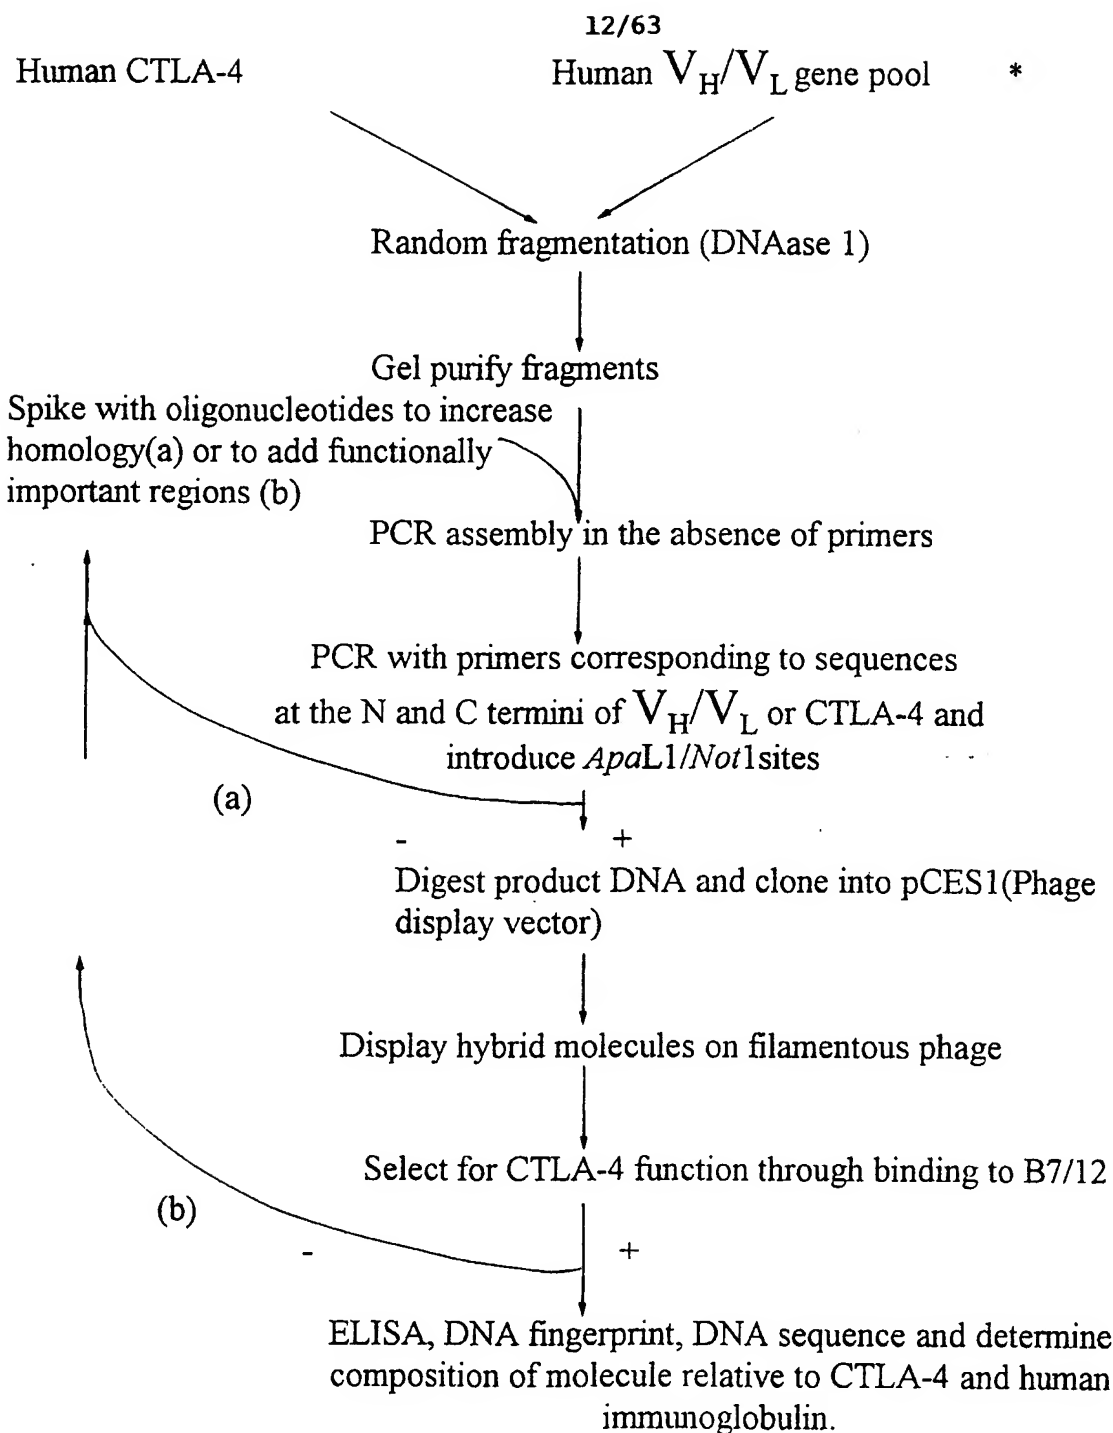 12/63
Human CTLA-4
Human VH/VL gene pool *
Random fragmentation (DNAase 1)
Gel purify fragments
Spike with oligonucleotides to increase
homology(a) or to add functionally
important regions (b)
PCR assembly in the absence of primers
PCR with primers corresponding to sequences
at the N and C termini of VH/VL or CTLA-4 and
introduce ApaL1/Not1sites
(a)
- +
Digest product DNA and clone into pCES1(Phage
display vector)
Display hybrid molecules on filamentous phage
Select for CTLA-4 function through binding to B7/12
(b)
- +
ELISA, DNA fingerprint, DNA sequence and determine
composition of molecule relative to CTLA-4 and human
immunoglobulin.